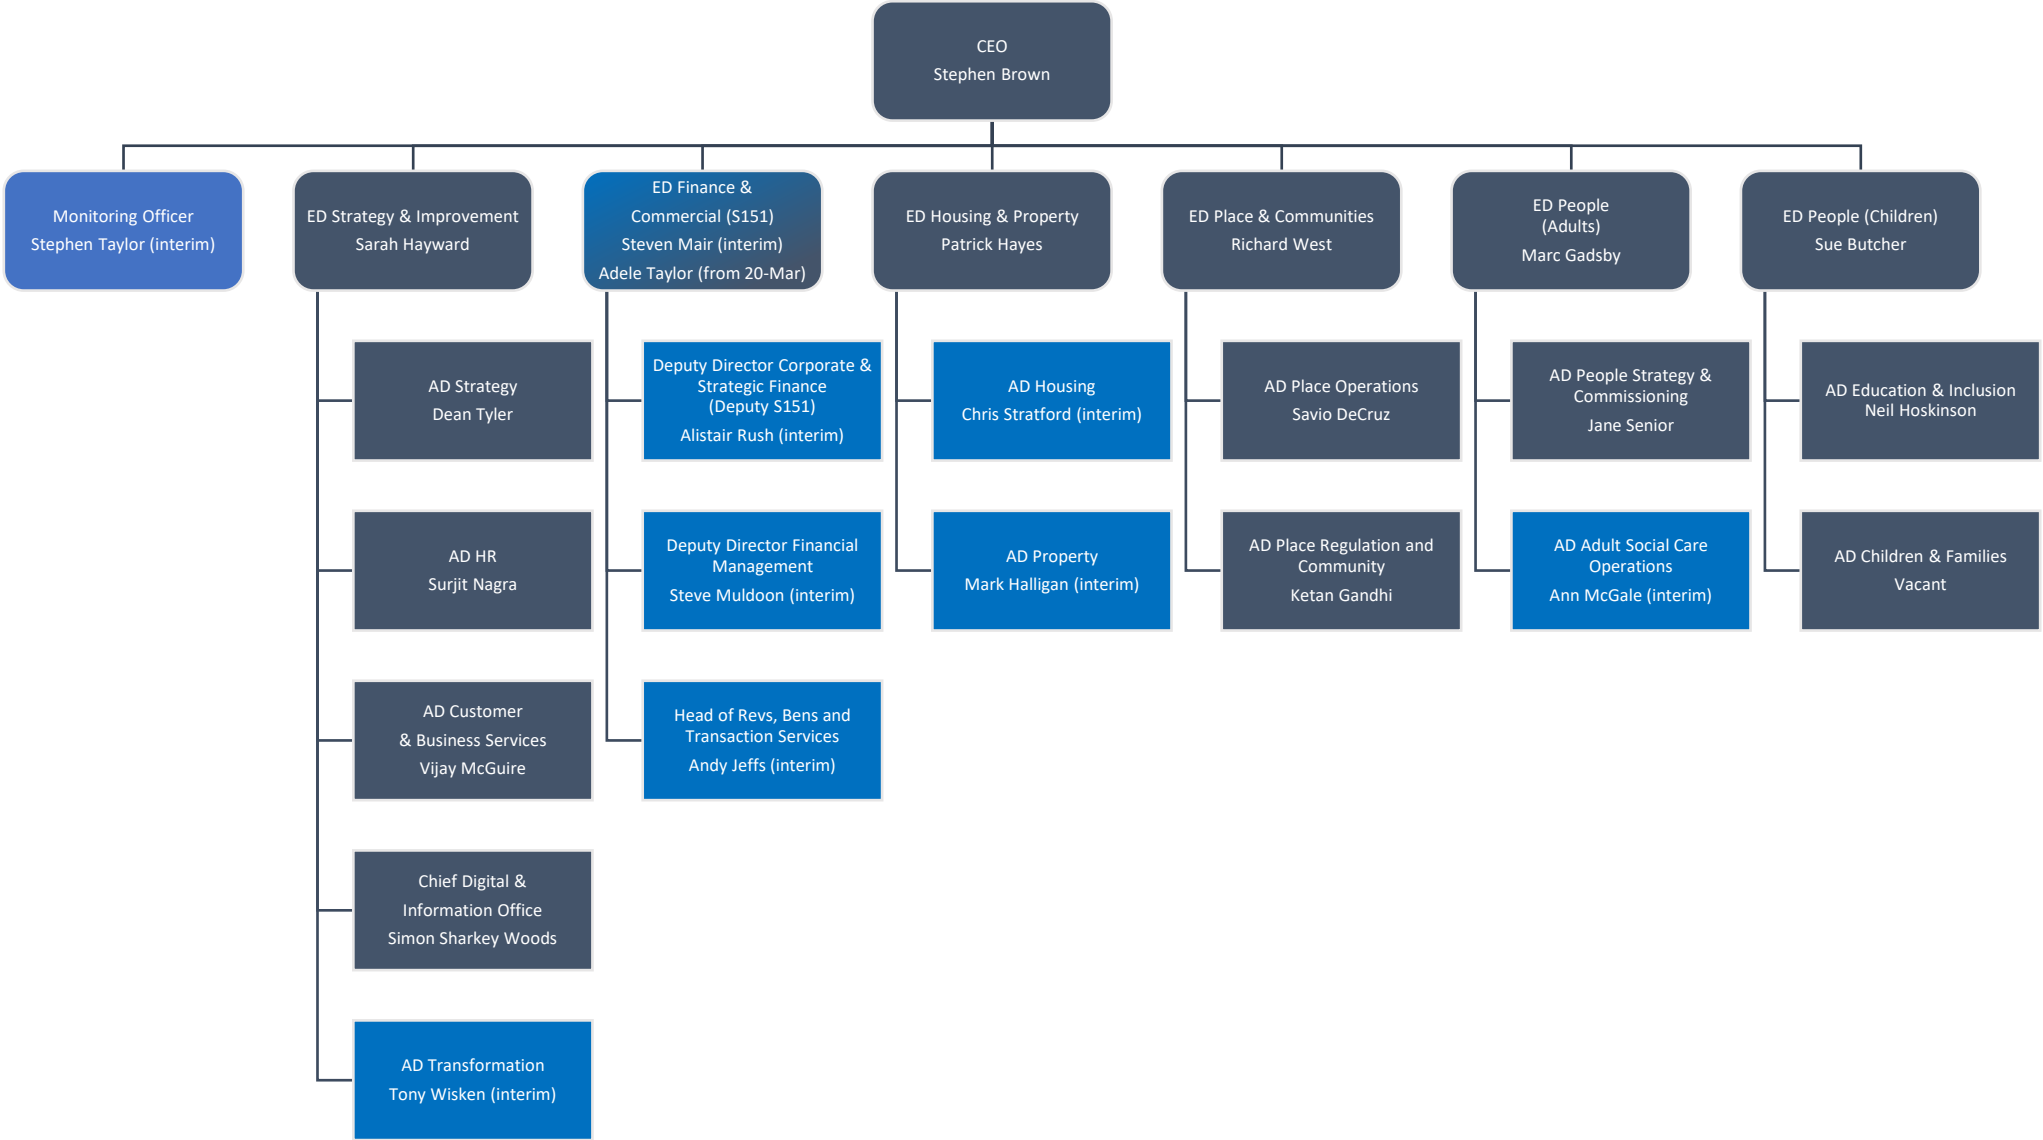 CEO
Stephen Brown
Monitoring Officer
Stephen Taylor (interim)
ED Strategy & Improvement
Sarah Hayward
ED Finance &
Commercial (S151)
Steven Mair (interim)
Adele Taylor (from 20-Mar)
ED Housing & Property
Patrick Hayes
ED Place & Communities
Richard West
ED People
(Adults)
Marc Gadsby
ED People (Children)
Sue Butcher
AD Strategy
Dean Tyler
Deputy Director Corporate &
Strategic Finance
(Deputy S151)
Alistair Rush (interim)
AD Housing
Chris Stratford (interim)
AD Place Operations
Savio DeCruz
AD People Strategy &
Commissioning
Jane Senior
AD Education & Inclusion
Neil Hoskinson
AD HR
Surjit Nagra
Deputy Director Financial
Management
Steve Muldoon (interim)
AD Property
Mark Halligan (interim)
AD Place Regulation and
Community
Ketan Gandhi
AD Adult Social Care
Operations
Ann McGale (interim)
AD Children & Families
Vacant
AD Customer
& Business Services
Vijay McGuire
Head of Revs, Bens and
Transaction Services
Andy Jeffs (interim)
Chief Digital &
Information Office
Simon Sharkey Woods
AD Transformation
Tony Wisken (interim)